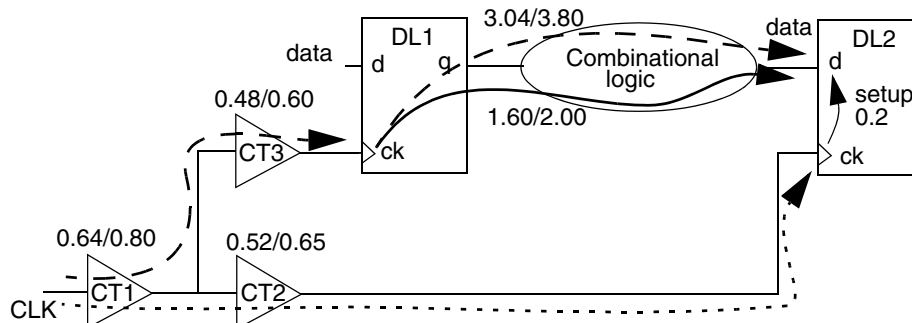 3.04/3.80
data
DL1
d
q
Combinational
logic
data
DL2
d
setup
0.2
0.48/0.60
CT3
ck
1.60/2.00
ck
0.64/0.80
0.52/0.65
CT1
CT2
CLK